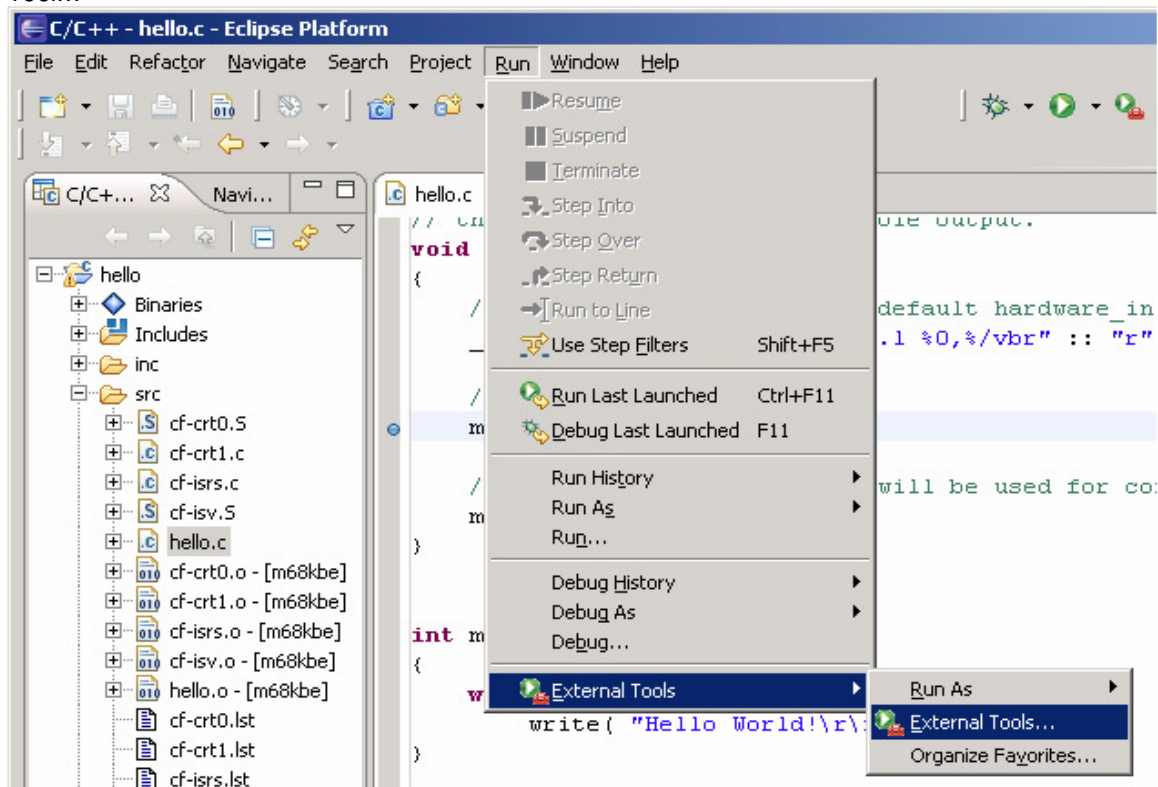 C/C++ - hello.c - Eclipse Platform
File Edit Refactor Navigate Search Project Run Window Help
C/C+... Navi...
hello.c
hello
Binaries
Includes
inc
src
cf-crt0.S
cf-crt1.c
cf-isrs.c
cf-isv.S
hello.c
cf-crt0.o - [m68kbe]
cf-crt1.o - [m68kbe]
cf-isrs.o - [m68kbe]
cf-isv.o - [m68kbe]
hello.o - [m68kbe]
cf-crt0.lst
cf-crt1.lst
cf-isrs.lst
Resume
Suspend
Terminate
Step Into
Step Over
Step Return
Run to Line
Use Step Filters Shift+F5
Run Last Launched Ctrl+F11
Debug Last Launched F11
Run History
Run As
Run...
Debug History
Debug As
Debug...
External Tools
Run As
External Tools...
Organize Favorites...
void
{
/ default hardware_in
_ .l %0,%/vbr" :: "r"
/
m
/ will be used for co
m
}
int m
{
w
write( "Hello World!\r\
}